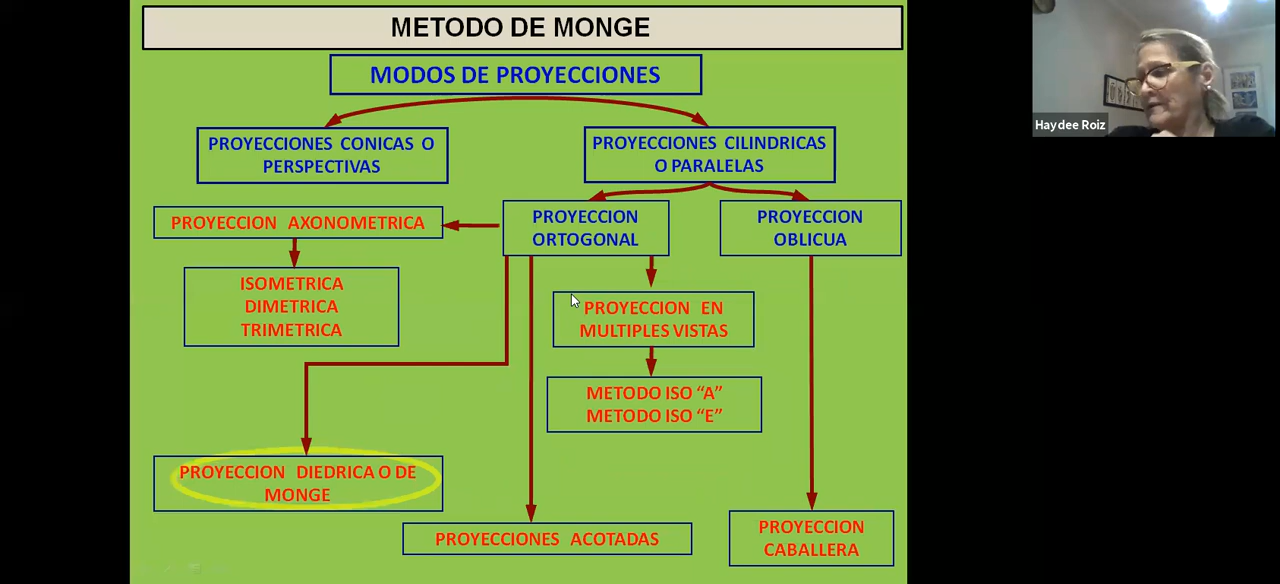 METODO DE MONGE
MODOS DE PROYECCIONES
PROYECCIONES CONICAS O
PERSPECTIVAS
PROYECCIONES CILINDRICAS
O PARALELAS
PROYECCION AXONOMETRICA
PROYECCION
ORTOGONAL
PROYECCION
OBLICUA
ISOMETRICA
DIMETRICA
TRIMETRICA
PROYECCION EN
MULTIPLES VISTAS
METODO ISO “A”
METODO ISO “E”
PROYECCION DIEDRICA O DE
MONGE
PROYECCIONES ACOTADAS
PROYECCION
CABALLERA
Haydee Roiz